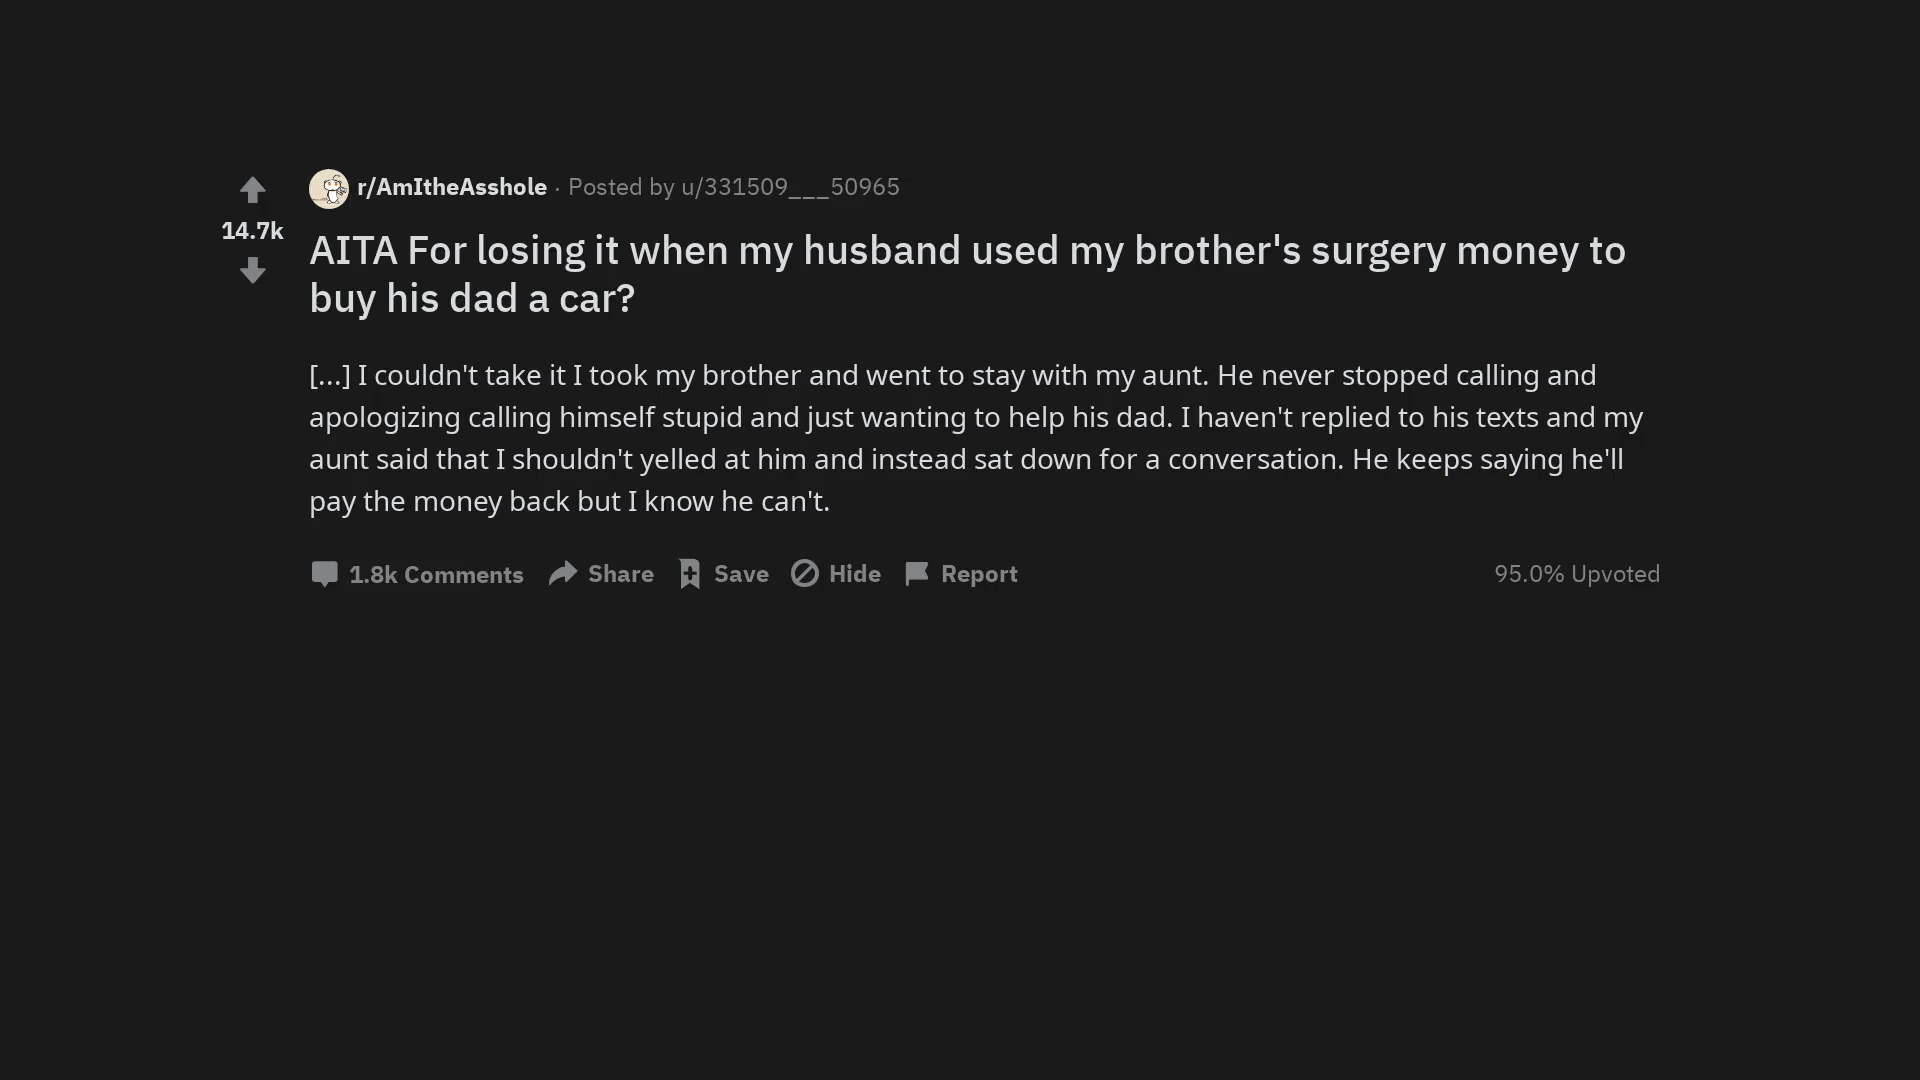 r/AmItheAsshole · Posted by u/331509___50965
14.7k
AITA For losing it when my husband used my brother's surgery money to
buy his dad a car?
[...] I couldn't take it I took my brother and went to stay with my aunt. He never stopped calling and
apologizing calling himself stupid and just wanting to help his dad. I haven't replied to his texts and my
aunt said that I shouldn't yelled at him and instead sat down for a conversation. He keeps saying he'll
pay the money back but I know he can't.
1.8k Comments Share Save Hide Report 95.0% Upvoted